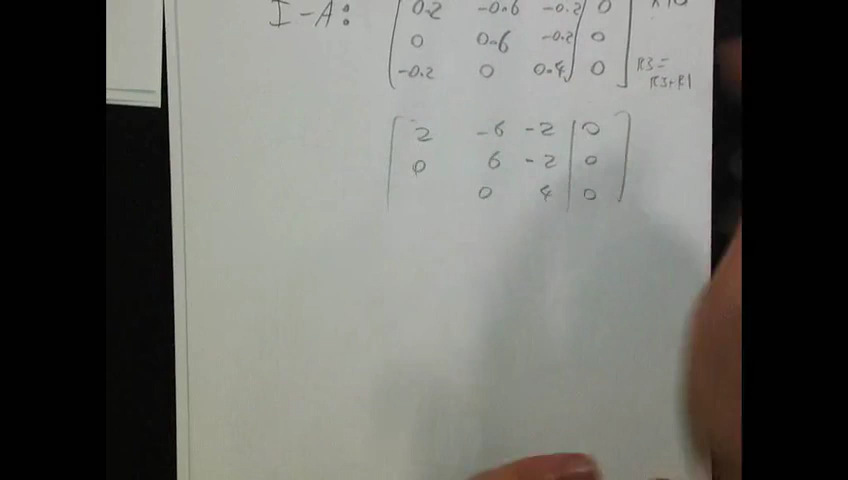 I-A: [ 0.2 -0.6 -0.2 | 0 ] x10
0 0.6 -0.2 | 0
-0.2 0 0.4 | 0 R3=
R3+R1
2 -6 -2 | 0
0 6 -2 | 0
0 4 | 0